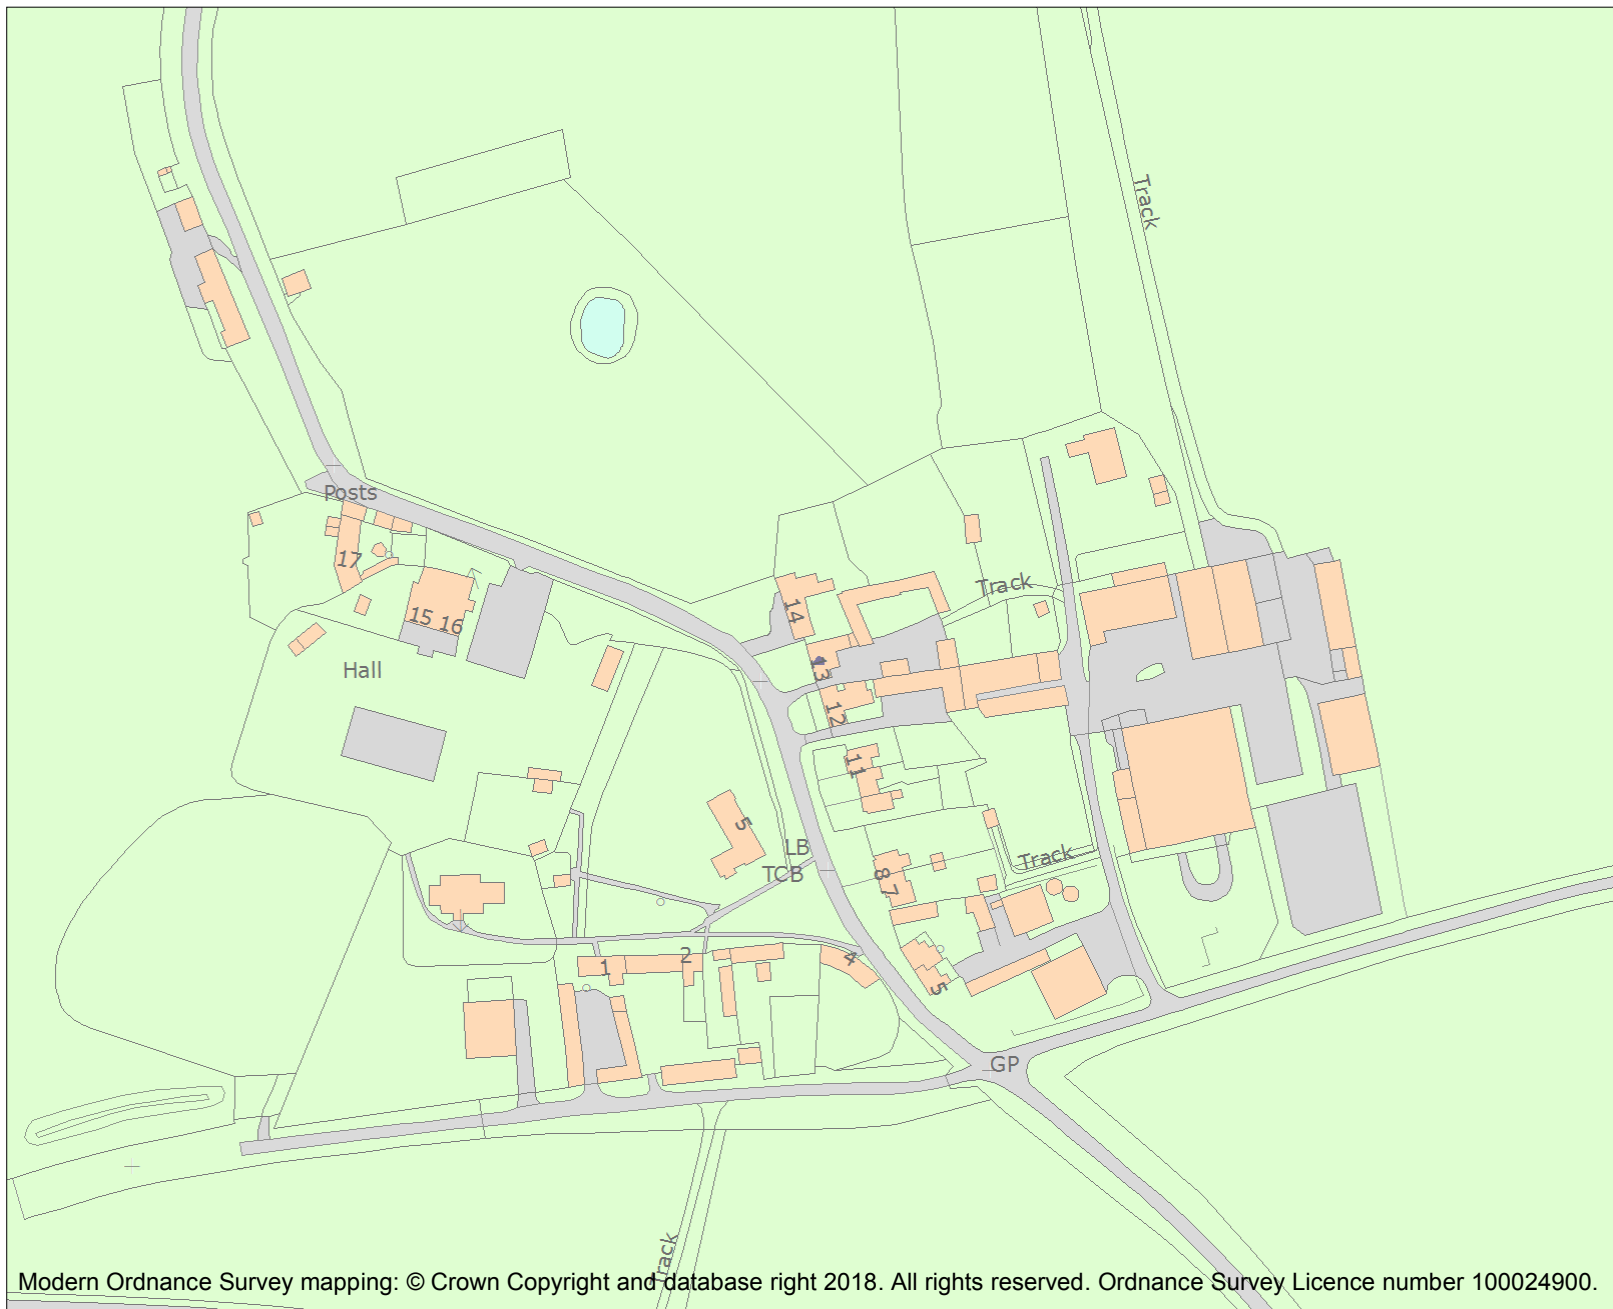 Track
Posts
17
15 16
Hall
14
Track
13
12
11
5
LB
TCB
Track
8
7
2
1
4
5
GP
Track
Modern Ordnance Survey mapping: © Crown Copyright and database right 2018. All rights reserved. Ordnance Survey Licence number 100024900.